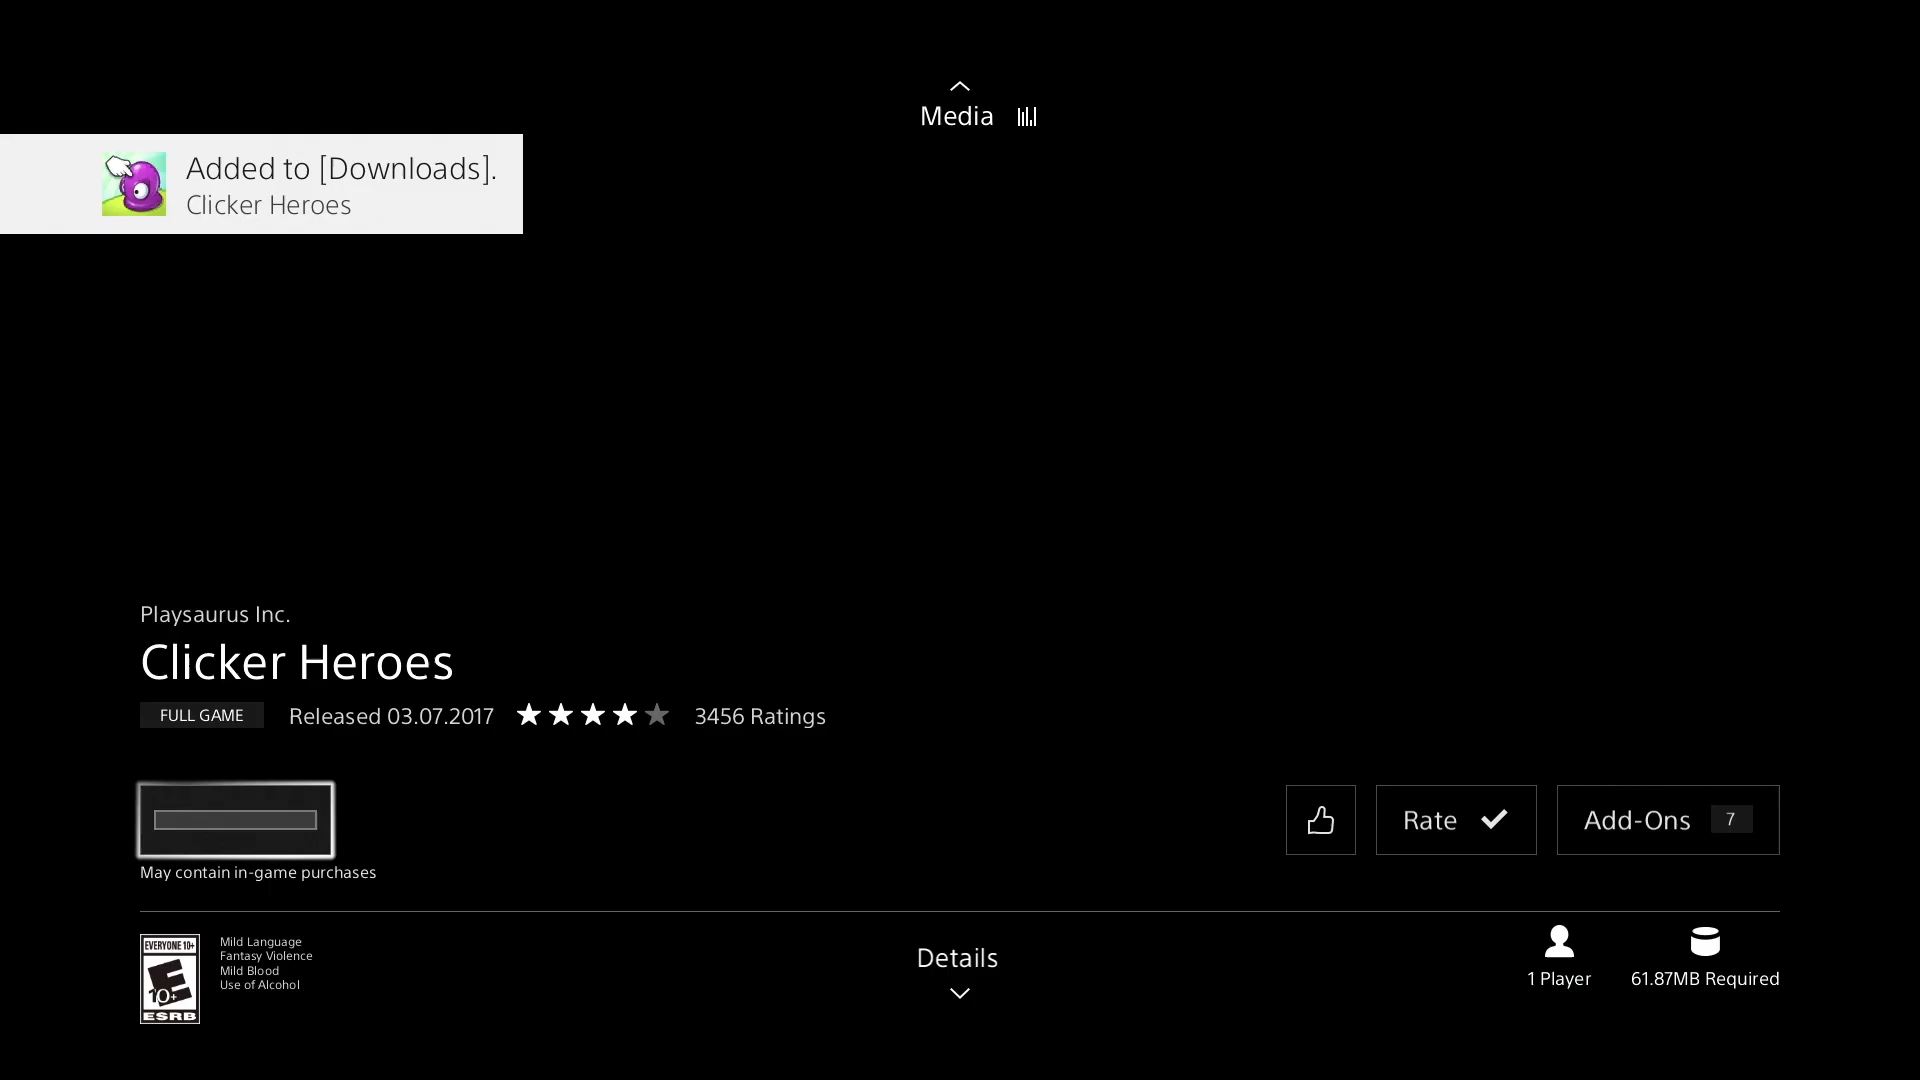 Media
Added to [Downloads].
Clicker Heroes
Playsaurus Inc.
Clicker Heroes
FULL GAME Released 03.07.2017 3456 Ratings
Rate Add-Ons 7
May contain in-game purchases
EVERYONE 10+
E
10+
ESRB
Mild Language
Fantasy Violence
Mild Blood
Use of Alcohol
Details
1 Player
61.87MB Required